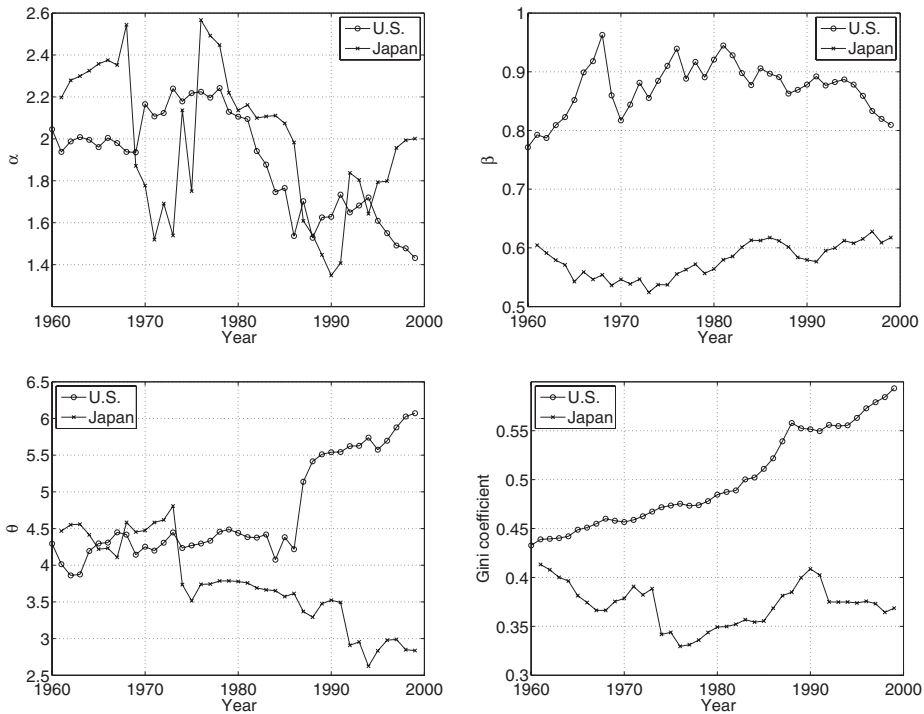 2.6
2.4
2.2
2
1.8
1.6
1.4
α
1960 1970 1980 1990 2000
Year
U.S.
Japan
1
0.9
0.8
0.7
0.6
0.5
β
1960 1970 1980 1990 2000
Year
U.S.
Japan
6.5
6
5.5
5
4.5
4
3.5
3
2.5
θ
1960 1970 1980 1990 2000
Year
U.S.
Japan
0.55
0.5
0.45
0.4
0.35
0.3
Gini coefficient
1960 1970 1980 1990 2000
Year
U.S.
Japan